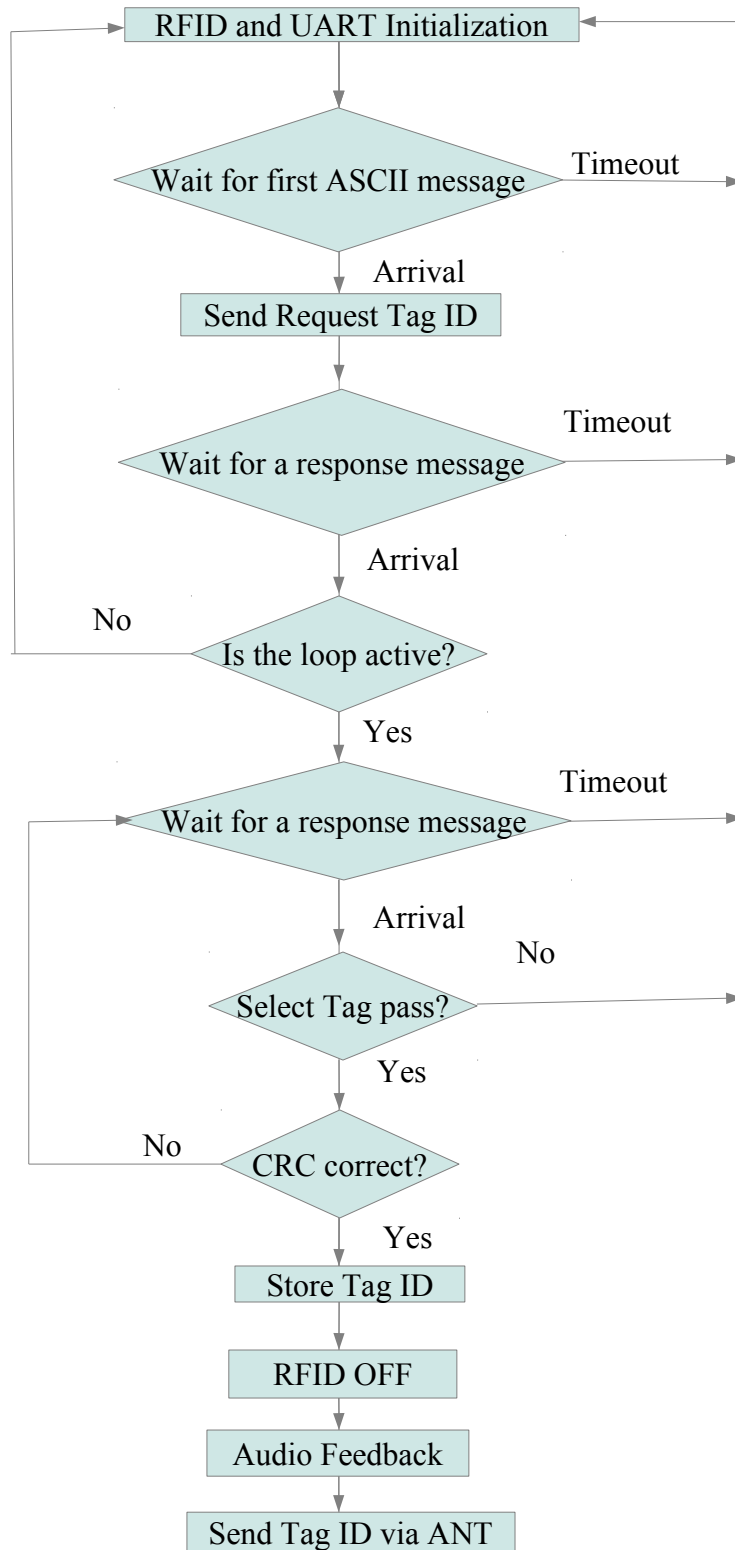 RFID and UART Initialization
Wait for first ASCII message
Timeout
Arrival
Send Request Tag ID
Timeout
Wait for a response message
Arrival
No
Is the loop active?
Yes
Timeout
Wait for a response message
Arrival
No
Select Tag pass?
Yes
No
CRC correct?
Yes
Store Tag ID
RFID OFF
Audio Feedback
Send Tag ID via ANT